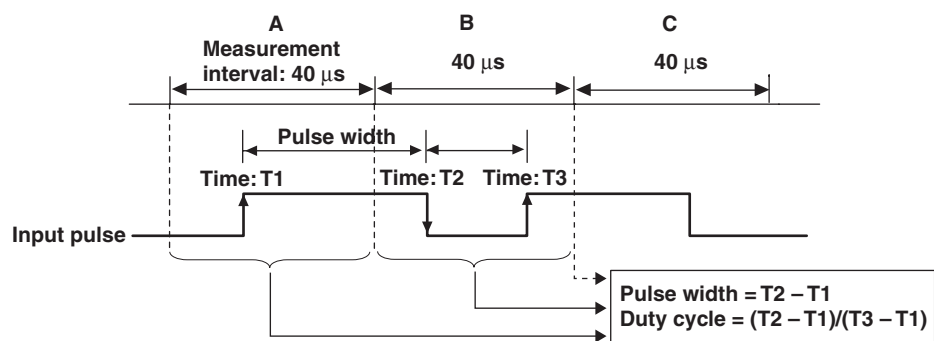 A B C
Measurement
interval: 40 μs 40 μs 40 μs
Pulse width
Time: T1 Time: T2 Time: T3
Input pulse
Pulse width = T2 – T1
Duty cycle = (T2 – T1)/(T3 – T1)